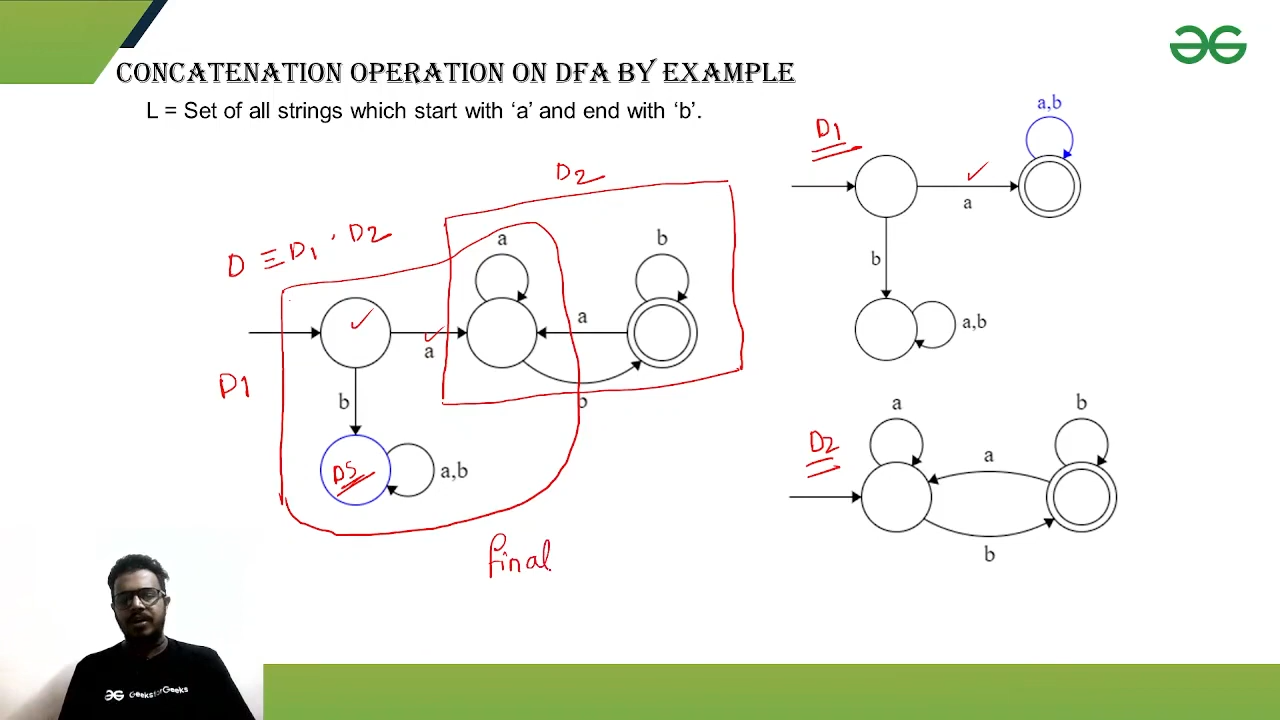 CONCATENATION OPERATION ON DFA BY EXAMPLE
L = Set of all strings which start with ‘a’ and end with ‘b’.
D ≡ D1 · D2
D2
D1
a
b
a
a
b
b
DS
a,b
final
D1
a,b
a
b
a,b
D2
a
b
a
b
GeeksforGeeks